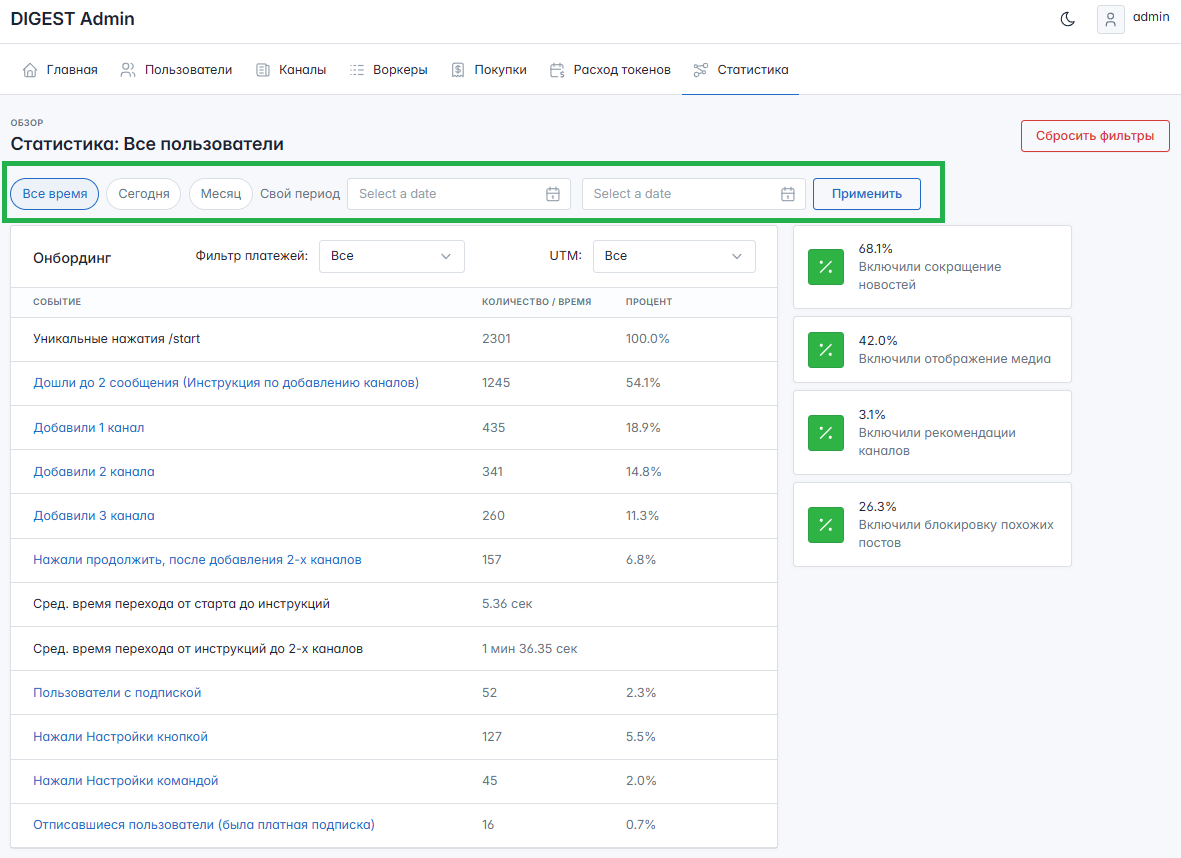 DIGEST Admin
admin
Главная Пользователи Каналы Воркеры Покупки Расход токенов Статистика
ОБЗОР
Статистика: Все пользователи
Сбросить фильтры
Все время Сегодня Месяц Свой период Select a date Select a date Применить
Онбординг Фильтр платежей: Все UTM: Все
СОБЫТИЕ КОЛИЧЕСТВО / ВРЕМЯ ПРОЦЕНТ
Уникальные нажатия /start 2301 100.0%
Дошли до 2 сообщения (Инструкция по добавлению каналов) 1245 54.1%
Добавили 1 канал 435 18.9%
Добавили 2 канала 341 14.8%
Добавили 3 канала 260 11.3%
Нажали продолжить, после добавления 2-х каналов 157 6.8%
Сред. время перехода от старта до инструкций 5.36 сек
Сред. время перехода от инструкций до 2-х каналов 1 мин 36.35 сек
Пользователи с подпиской 52 2.3%
Нажали Настройки кнопкой 127 5.5%
Нажали Настройки командой 45 2.0%
Отписавшиеся пользователи (была платная подписка) 16 0.7%
68.1%
Включили сокращение
новостей
42.0%
Включили отображение медиа
3.1%
Включили рекомендации
каналов
26.3%
Включили блокировку похожих
постов